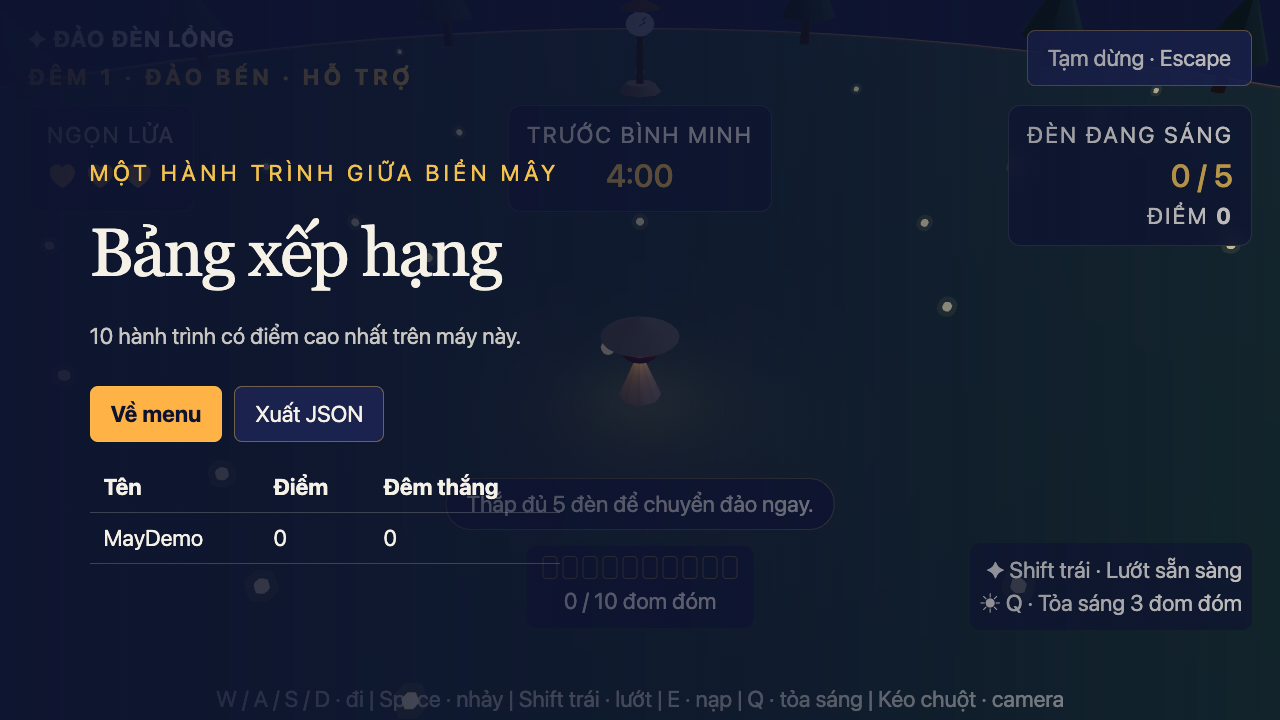 ✦ ĐẢO ĐÈN LỒNG
ĐÊM 1 · ĐẢO BẾN · HỖ TRỢ
Tạm dừng · Escape
NGỌN LỬA
TRƯỚC BÌNH MINH
4:00
ĐÈN ĐANG SÁNG
0 / 5
ĐIỂM 0
MỘT HÀNH TRÌNH GIỮA BIỂN MÂY
Bảng xếp hạng
10 hành trình có điểm cao nhất trên máy này.
Về menu
Xuất JSON
Tên Điểm Đêm thắng
MayDemo 0 0
Thắp đủ 5 đèn để chuyển đảo ngay.
0 / 10 đom đóm
✦ Shift trái · Lướt sẵn sàng
☀ Q · Tỏa sáng 3 đom đóm
W / A / S / D · đi | Space · nhảy | Shift trái · lướt | E · nạp | Q · tỏa sáng | Kéo chuột · camera